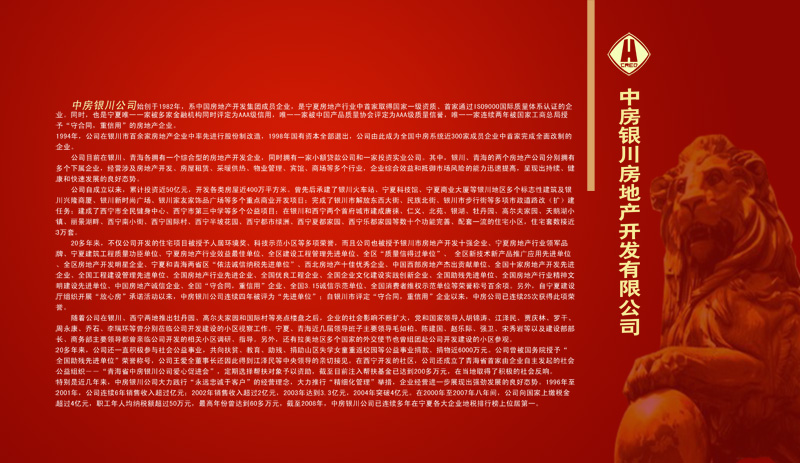 中房银川公司始创于1982年，系中国房地产开发集团成员企业，是宁夏房地产行业中首家取得国家一级资质、首家通过ISO9000国际质量体系认证的企
业。同时，也是宁夏唯一一家被多家金融机构同时评定为AAA级信用，唯一一家被中国产品质量协会评定为AAA级质量信誉，唯一一家连续两年被国家工商总局授
予“守合同，重信用”的房地产企业。
1994年，公司在银川市百余家房地产企业中率先进行股份制改造，1998年国有资本全部退出，公司由此成为全国中房系统近300家成员企业中首家完成全面改制的
企业。
公司目前在银川、青海各拥有一个综合型的房地产开发企业，同时拥有一家小额贷款公司和一家投资实业公司。其中，银川、青海的两个房地产公司分别拥有
多个下属企业，经营涉及房地产开发、房屋租赁、采暖供热、物业管理、宾馆、商场等多个行业，企业综合效益和抵御市场风险的能力迅速提高，呈现出持续、健
康和快速发展的良好态势。
公司自成立以来，累计投资近50亿元，开发各类房屋近400万平方米。曾先后承建了银川火车站、宁夏科技馆、宁夏商业大厦等银川地区多个标志性建筑及银
川兴隆商厦、银川新时尚广场、银川家友家饰品广场等多个重点商业开发项目；完成了银川市解放东西大街、民族北街、银川市步行街等多项市政道路改（扩）建
任务；建成了西宁市全民健身中心、西宁市第三中学等多个公益项目；在银川和西宁两个首府城市建成唐徕、仁义、北苑、银湖、牡丹园、高尔夫家园、天鹅湖小
镇、丽景湖畔、西宁南小街、西宁国际村、西宁半坡花园、西宁都市绿洲、西宁夏都家园、西宁乐都家园等数十个功能完善、配套一流的住宅小区，住宅套数接近
3万套。
20多年来，不仅公司开发的住宅项目被授予人居环境奖、科技示范小区等多项荣誉，而且公司也被授予银川市房地产开发十强企业、宁夏房地产行业领军品
牌、宁夏建筑工程质量功臣单位、宁夏房地产行业效益最佳单位、全区建设工程管理先进单位、全区“质量信得过单位”、 全区新技术新产品推广应用先进单位
、全区房地产开发明星企业、宁夏和青海两省区“依法诚信纳税先进单位”、西北房地产十佳优秀企业、中国西部房地产杰出贡献单位、全国十家房地产开发先进
企业、全国工程建设管理先进单位、全国房地产行业先进企业、全国优良工程企业、全国企业文化建设实践创新企业、全国助残先进单位、全国房地产行业精神文
明建设先进单位、中国房地产诚信企业、全国“守合同，重信用”企业、全国3.15诚信示范单位、全国消费者维权示范单位等荣誉称号百余项。另外，自宁夏建设
厅组织开展“放心房”承诺活动以来，中房银川公司连续四年被评为“先进单位”；自银川市评定“守合同，重信用”企业以来，中房公司已连续25次获得此项荣
誉。
随着公司在银川、西宁两地推出牡丹园、高尔夫家园和国际村等亮点楼盘之后，企业的社会影响不断扩大，党和国家领导人胡锦涛、江泽民、贾庆林、罗干、
周永康、乔石、李瑞环等曾分别莅临公司开发建设的小区视察工作。宁夏、青海近几届领导班子主要领导毛如柏、陈建国、赵乐际、强卫、宋秀岩等以及建设部部
长、商务部主要领导都曾亲临公司开发的相关小区调研、指导。另外，还有拉美地区多个国家的外交使节也曾组团赴公司开发建设的小区参观。
20多年来，公司还一直积极参与社会公益事业，共向扶贫、教育、助残、捐助山区失学女童重返校园等公益事业捐款、捐物近6000万元。公司曾被国务院授予“
全国助残先进单位”荣誉称号，公司王爱全董事长还因此得到江泽民等中央领导的亲切接见。在西宁开发的社区，公司还成立了青海省首家由企业自主发起的社会
公益组织——“青海省中房银川公司爱心促进会”，定期选择帮扶对象予以资助，截至目前注入帮扶基金已达到200多万元，在当地取得了积极的社会反响。
特别是近几年来，中房银川公司大力践行“永远忠诚于客户”的经营理念，大力推行“精细化管理”举措，企业经营进一步展现出强劲发展的良好态势，1996年至
2001年，公司连续6年销售收入超过亿元，2002年销售收入超过2亿元，2003年达到3.3亿元，2004年突破4亿元。在2000年至2007年八年间，公司向国家上缴税金
超过4亿元，职工年人均纳税额超过50万元，最高年份曾达到60多万元，截至2008年，中房银川公司已连续多年在宁夏各大企业地税排行榜上位居第一。
CRED
中房银川房地产开发有限公司